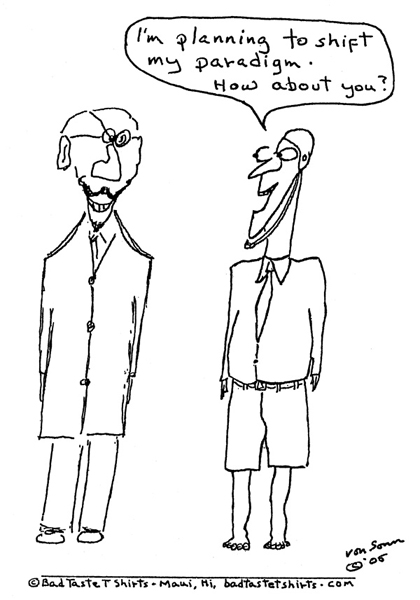 I'm planning to shift
my paradigm.
How about you?
von Sonn
© '05
© Bad Taste T Shirts - Maui, Hi, badtastetshirts.com